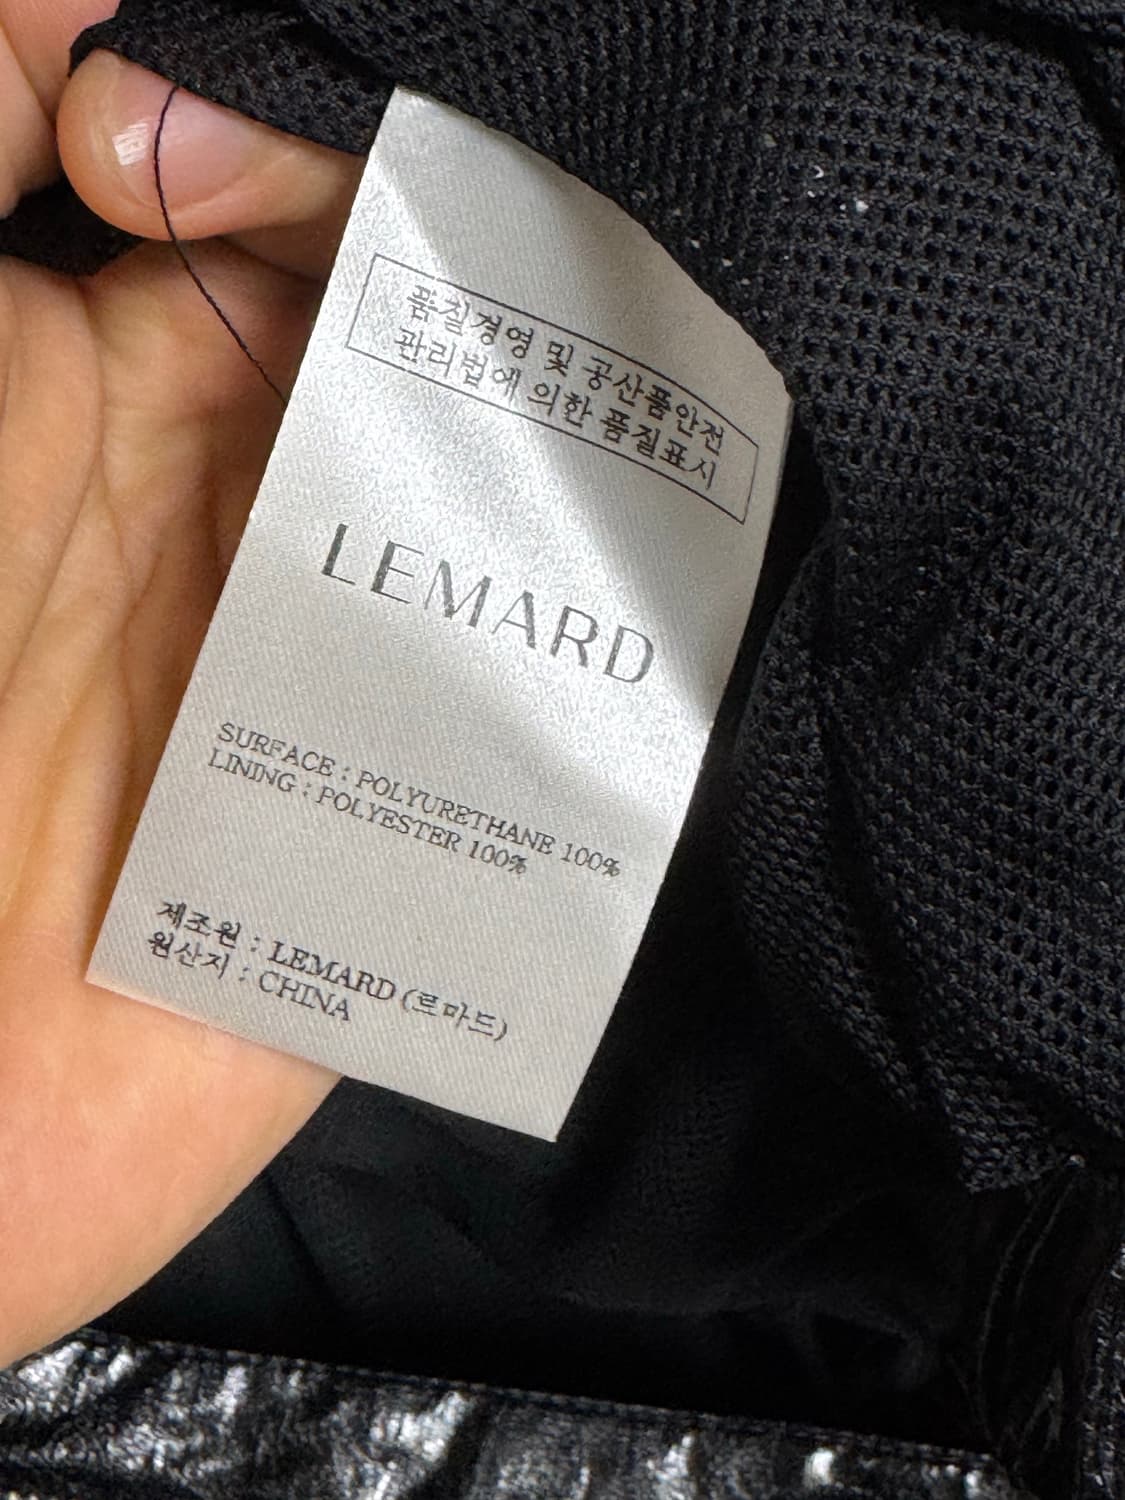 품질경영 및 공산품안전
관리법에 의한 품질표시
LEMARD
SURFACE : POLYURETHANE 100%
LINING : POLYESTER 100%
제조원 : LEMARD (르마드)
원산지 : CHINA